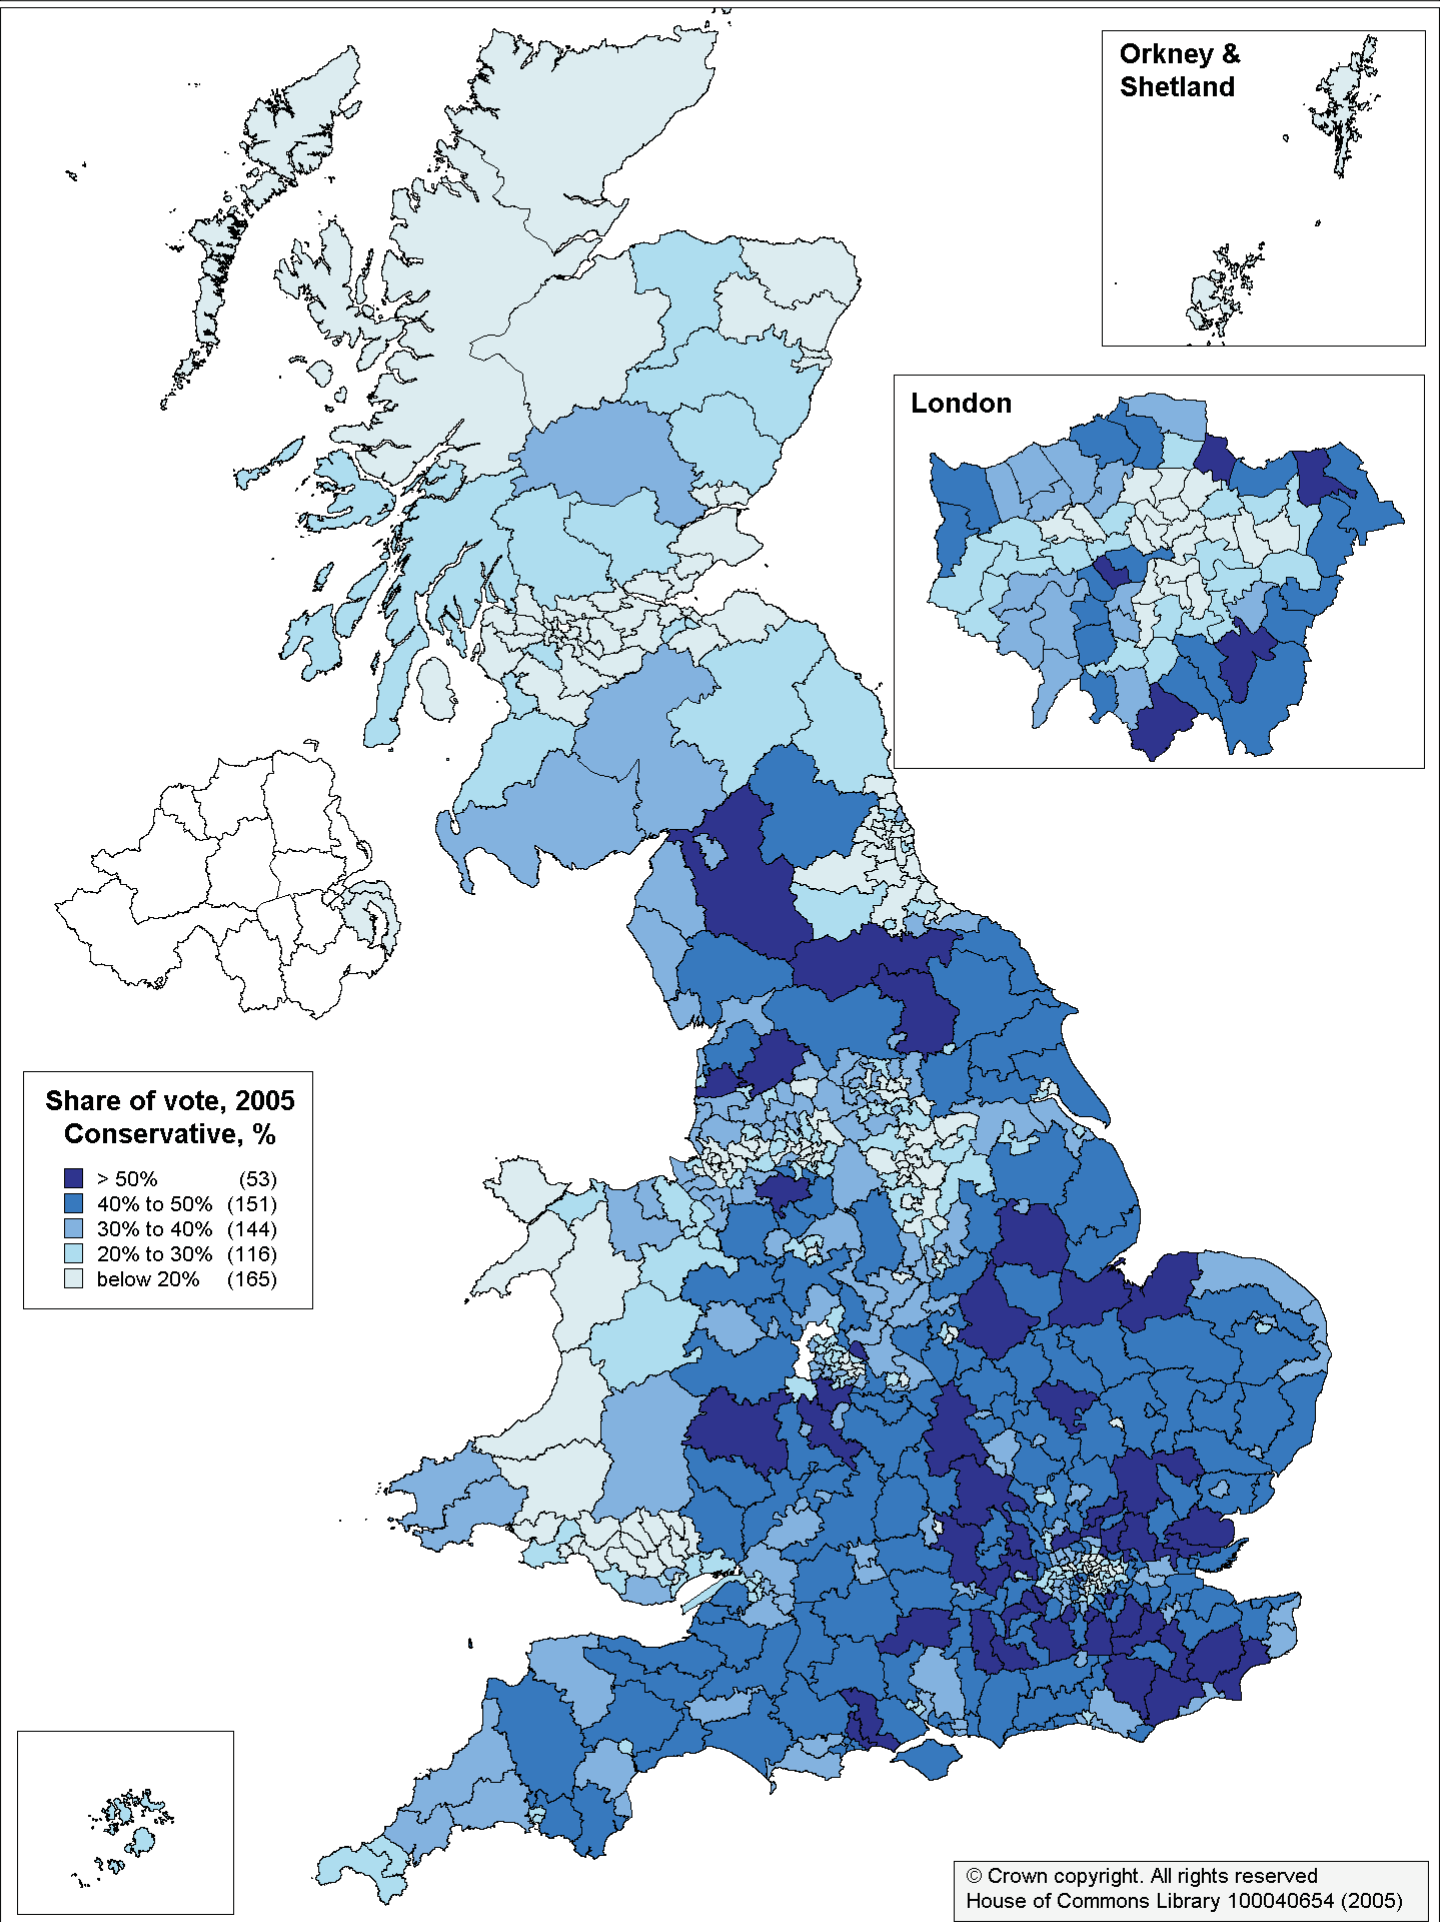 Orkney &
Shetland
London
Share of vote, 2005
Conservative, %
> 50% (53)
40% to 50% (151)
30% to 40% (144)
20% to 30% (116)
below 20% (165)
© Crown copyright. All rights reserved
House of Commons Library 100040654 (2005)